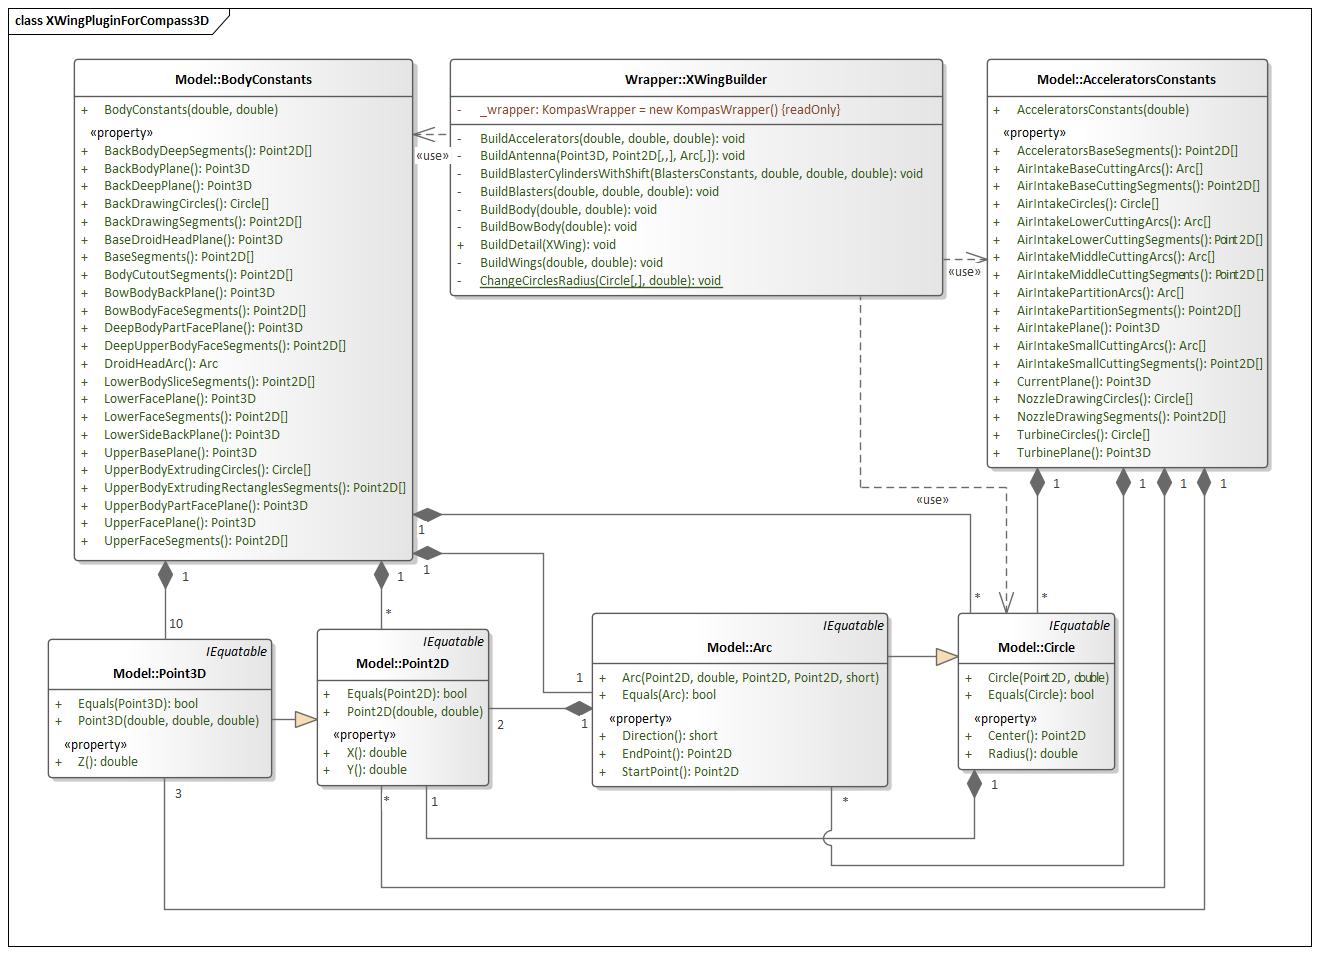 class XWingPluginForCompass3D
Model::BodyConstants
+ BodyConstants(double, double)
«property»
+ BackBodyDeepSegments(): Point2D[]
+ BackBodyPlane(): Point3D
+ BackDeepPlane(): Point3D
+ BackDrawingCircles(): Circle[]
+ BackDrawingSegments(): Point2D[]
+ BaseDroidHeadPlane(): Point3D
+ BaseSegments(): Point2D[]
+ BodyCutoutSegments(): Point2D[]
+ BowBodyBackPlane(): Point3D
+ BowBodyFaceSegments(): Point2D[]
+ DeepBodyPartFacePlane(): Point3D
+ DeepUpperBodyFaceSegments(): Point2D[]
+ DroidHeadArc(): Arc
+ LowerBodySliceSegments(): Point2D[]
+ LowerFacePlane(): Point3D
+ LowerFaceSegments(): Point2D[]
+ LowerSideBackPlane(): Point3D
+ UpperBasePlane(): Point3D
+ UpperBodyExtrudingCircles(): Circle[]
+ UpperBodyExtrudingRectanglesSegments(): Point2D[]
+ UpperBodyPartFacePlane(): Point3D
+ UpperFacePlane(): Point3D
+ UpperFaceSegments(): Point2D[]
«use»
Wrapper::XWingBuilder
- _wrapper: KompasWrapper = new KompasWrapper() {readOnly}
- BuildAccelerators(double, double, double): void
- BuildAntenna(Point3D, Point2D[,,], Arc[,]): void
- BuildBlasterCylindersWithShift(BlastersConstants, double, double, double): void
- BuildBlasters(double, double, double): void
- BuildBody(double, double): void
- BuildBowBody(double): void
+ BuildDetail(XWing): void
- BuildWings(double, double): void
- ChangeCirclesRadius(Circle[,], double): void
«use»
«use»
Model::AcceleratorsConstants
+ AcceleratorsConstants(double)
«property»
+ AcceleratorsBaseSegments(): Point2D[]
+ AirIntakeBaseCuttingArcs(): Arc[]
+ AirIntakeBaseCuttingSegments(): Point2D[]
+ AirIntakeCircles(): Circle[]
+ AirIntakeLowerCuttingArcs(): Arc[]
+ AirIntakeLowerCuttingSegments(): Point2D[]
+ AirIntakeMiddleCuttingArcs(): Arc[]
+ AirIntakeMiddleCuttingSegments(): Point2D[]
+ AirIntakePartitionArcs(): Arc[]
+ AirIntakePartitionSegments(): Point2D[]
+ AirIntakePlane(): Point3D
+ AirIntakeSmallCuttingArcs(): Arc[]
+ AirIntakeSmallCuttingSegments(): Point2D[]
+ CurrentPlane(): Point3D
+ NozzleDrawingCircles(): Circle[]
+ NozzleDrawingSegments(): Point2D[]
+ TurbineCircles(): Circle[]
+ TurbinePlane(): Point3D
1 1 1 1
1
1
1 1
10
*
*
*
IEquatable
Model::Point3D
+ Equals(Point3D): bool
+ Point3D(double, double, double)
«property»
+ Z(): double
3
IEquatable
Model::Point2D
+ Equals(Point2D): bool
+ Point2D(double, double)
«property»
+ X(): double
+ Y(): double
* 1
2
1
1
IEquatable
Model::Arc
+ Arc(Point2D, double, Point2D, Point2D, short)
+ Equals(Arc): bool
«property»
+ Direction(): short
+ EndPoint(): Point2D
+ StartPoint(): Point2D
*
IEquatable
Model::Circle
+ Circle(Point2D, double)
+ Equals(Circle): bool
«property»
+ Center(): Point2D
+ Radius(): double
1